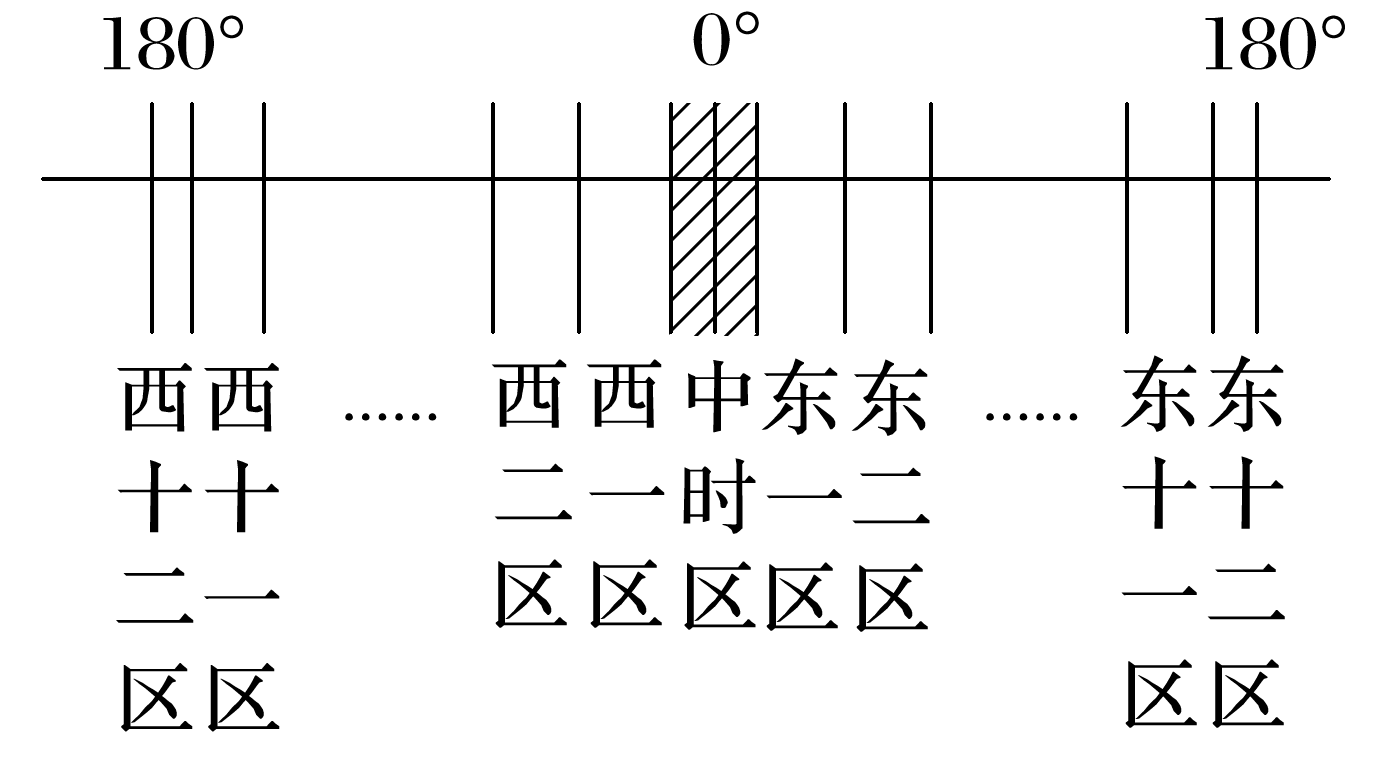 180° 0° 180°
西十二区
西十一区
……
西二区
西一区
中时区
东一区
东二区
……
东十一区
东十二区